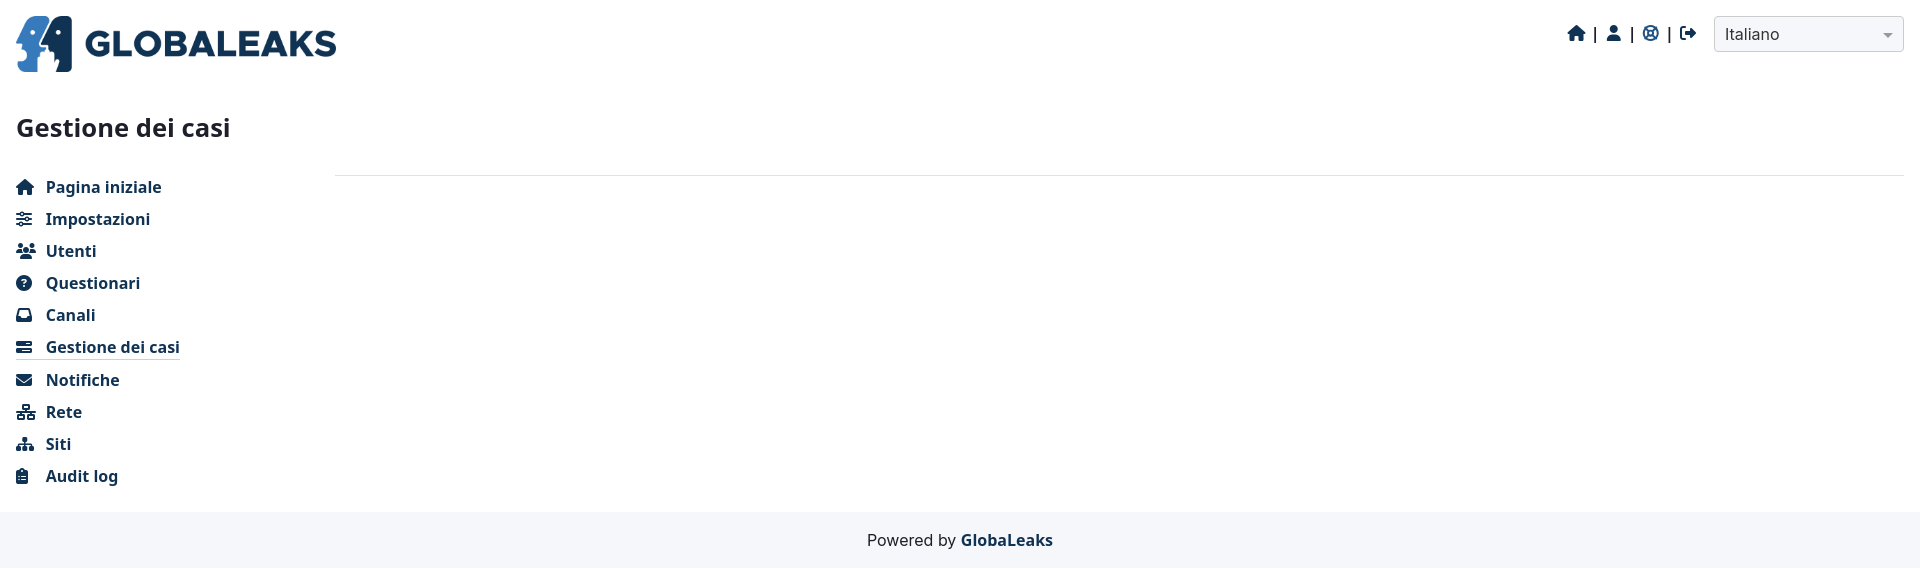 GLOBALEAKS
| | |
Italiano
Gestione dei casi
Pagina iniziale
Impostazioni
Utenti
Questionari
Canali
Gestione dei casi
Notifiche
Rete
Siti
Audit log
Powered by GlobaLeaks